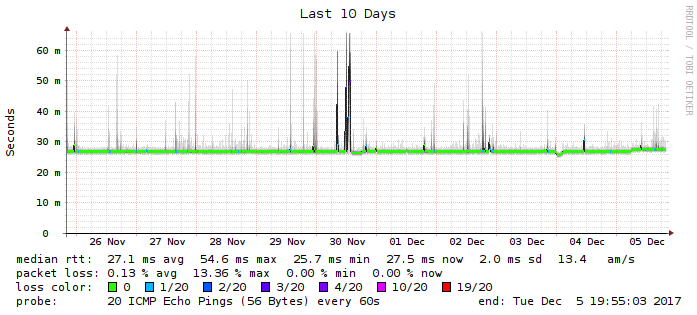 Last 10 Days
RRDTOOL / TOBI OETIKER
Seconds
60 m
50 m
40 m
30 m
20 m
10 m
0
26 Nov 27 Nov 28 Nov 29 Nov 30 Nov 01 Dec 02 Dec 03 Dec 04 Dec 05 Dec
median rtt: 27.1 ms avg 54.6 ms max 25.7 ms min 27.5 ms now 2.0 ms sd 13.4 am/s
packet loss: 0.13 % avg 13.36 % max 0.00 % min 0.00 % now
loss color: 0 1/20 2/20 3/20 4/20 10/20 19/20
probe: 20 ICMP Echo Pings (56 Bytes) every 60s end: Tue Dec 5 19:55:03 2017